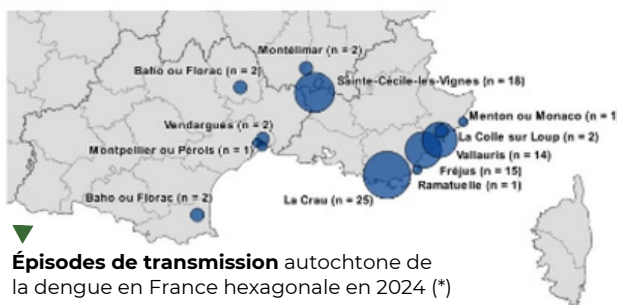 Montélimar (n = 2)
Baho ou Florac (n = 2)
Sainte-Cécile-les-Vignes (n = 18)
Menton ou Monaco (n = 1
Vendargues (n = 2)
La Colle sur Loup (n = 2)
Montpellier ou Pérols (n = 1)
Vallauris (n = 14)
Fréjus (n = 15)
Ramatuelle (n = 1)
Baho ou Florac (n = 2)
La Crau (n = 25)
Épisodes de transmission autochtone de
la dengue en France hexagonale en 2024 (*)